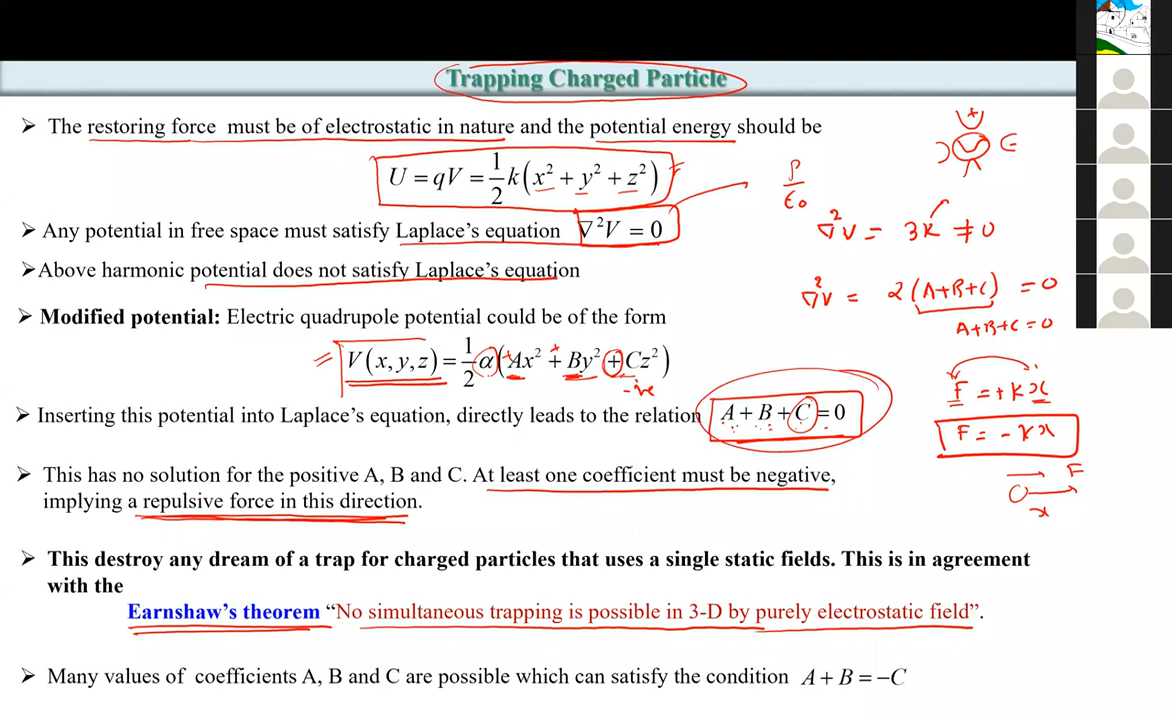 Trapping Charged Particle
➢ The restoring force must be of electrostatic in nature and the potential energy should be
U = qV = 1/2 k(x² + y² + z²)
ρ/ε₀
➢ Any potential in free space must satisfy Laplace's equation ∇²V = 0
∇²V = 3K ≠ 0
➢Above harmonic potential does not satisfy Laplace's equation
∇²V = 2(A+B+C) = 0
A+B+C=0
➢ Modified potential: Electric quadrupole potential could be of the form
= V(x, y, z) = 1/2 α(Ax² + By² + Cz²)
+ +
-ive
F = +Kx
➢ Inserting this potential into Laplace's equation, directly leads to the relation A + B + C = 0
F = -Kx
➢ This has no solution for the positive A, B and C. At least one coefficient must be negative,
implying a repulsive force in this direction.
F
x
➢ This destroy any dream of a trap for charged particles that uses a single static fields. This is in agreement
with the
Earnshaw's theorem “No simultaneous trapping is possible in 3-D by purely electrostatic field”.
➢ Many values of coefficients A, B and C are possible which can satisfy the condition A + B = −C